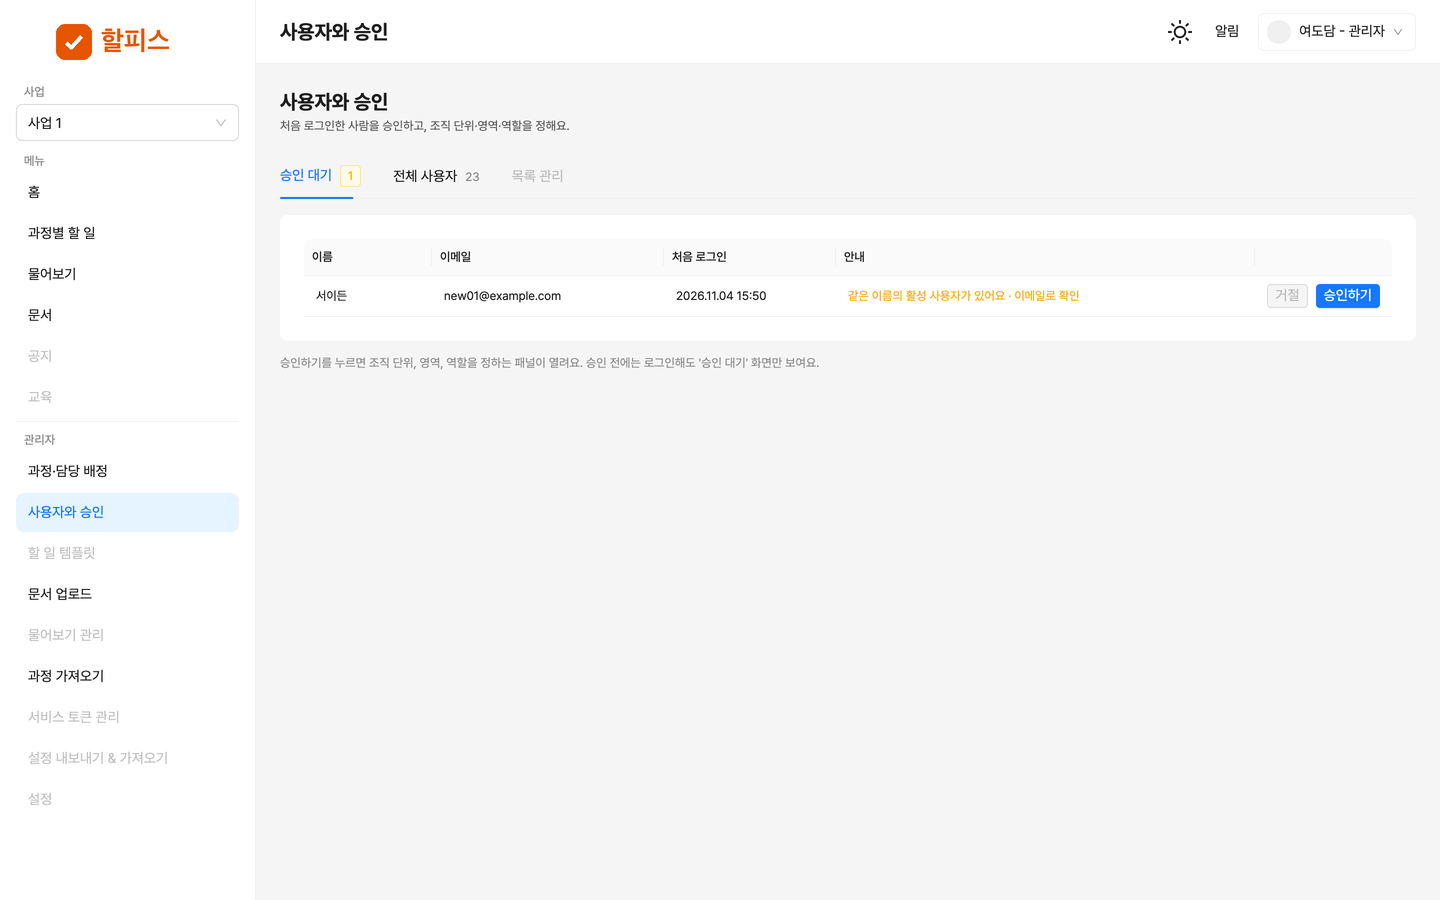 할피스
사업
사업 1
메뉴
홈
과정별 할 일
물어보기
문서
공지
교육
관리자
과정·담당 배정
사용자와 승인
할 일 템플릿
문서 업로드
물어보기 관리
과정 가져오기
서비스 토큰 관리
설정 내보내기 & 가져오기
설정
사용자와 승인
알림
여도담 - 관리자
사용자와 승인
처음 로그인한 사람을 승인하고, 조직 단위·영역·역할을 정해요.
승인 대기 1 전체 사용자 23 목록 관리
이름 이메일 처음 로그인 안내
서이든 new01@example.com 2026.11.04 15:50 같은 이름의 활성 사용자가 있어요 · 이메일로 확인 거절 승인하기
승인하기를 누르면 조직 단위, 영역, 역할을 정하는 패널이 열려요. 승인 전에는 로그인해도 '승인 대기' 화면만 보여요.